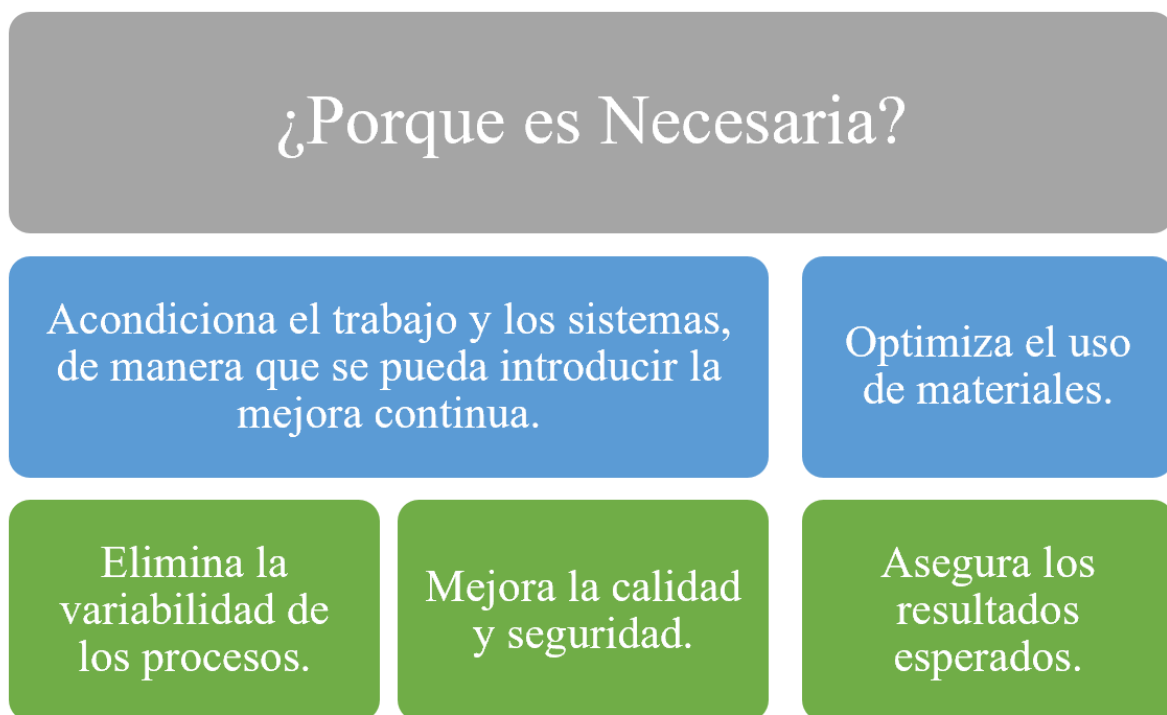 ¿Porque es Necesaria?
Acondiciona el trabajo y los sistemas,
de manera que se pueda introducir la
mejora continua.
Optimiza el uso
de materiales.
Elimina la
variabilidad de
los procesos.
Mejora la calidad
y seguridad.
Asegura los
resultados
esperados.